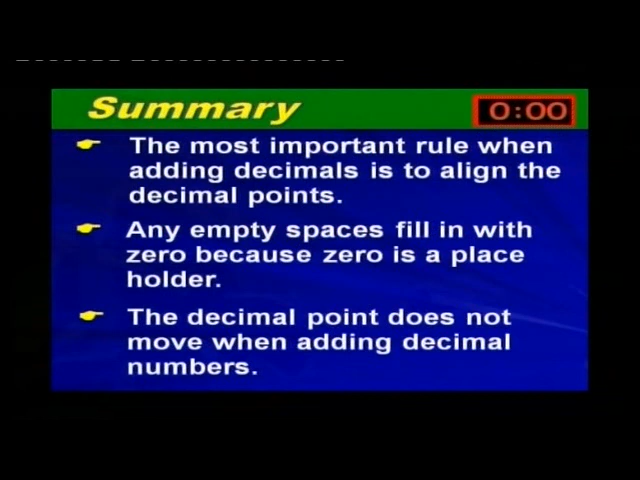 Summary
0:00
The most important rule when
adding decimals is to align the
decimal points.
Any empty spaces fill in with
zero because zero is a place
holder.
The decimal point does not
move when adding decimal
numbers.